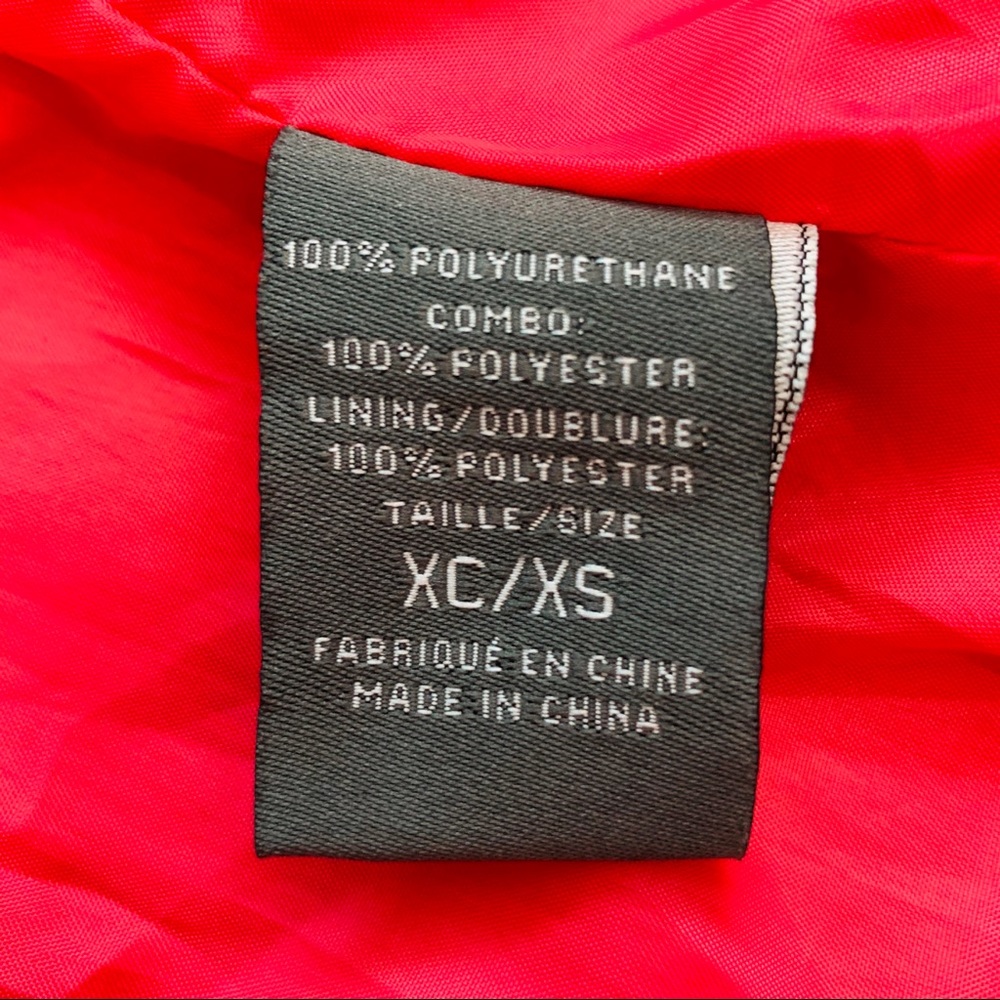 100% POLYURETHANE
COMBO:
100% POLYESTER
LINING/DOUBLURE:
100% POLYESTER
TAILLE/SIZE
XC/XS
FABRIQUÉ EN CHINE
MADE IN CHINA